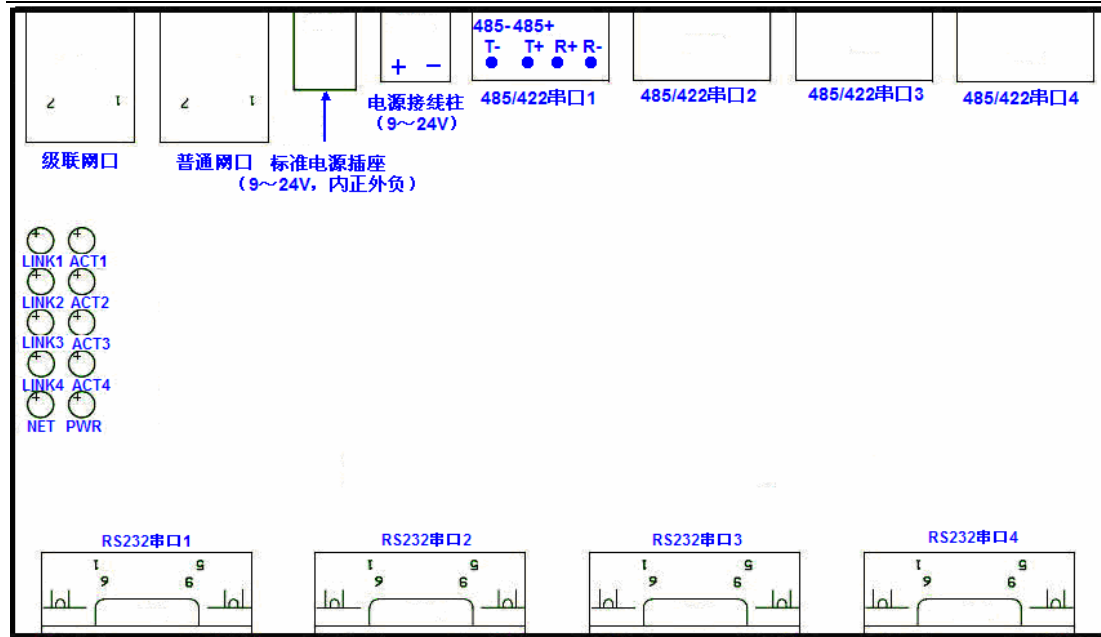 485- 485+
T- T+ R+ R-
+ −
电源接线柱
（9～24V）
485/422串口1
485/422串口2
485/422串口3
485/422串口4
7 1
7 1
级联网口
普通网口
标准电源插座
（9～24V，内正外负）
LINK1 ACT1
LINK2 ACT2
LINK3 ACT3
LINK4 ACT4
NET PWR
RS232串口1
RS232串口2
RS232串口3
RS232串口4
1 5
6 9
1 5
6 9
1 5
6 9
1 5
6 9